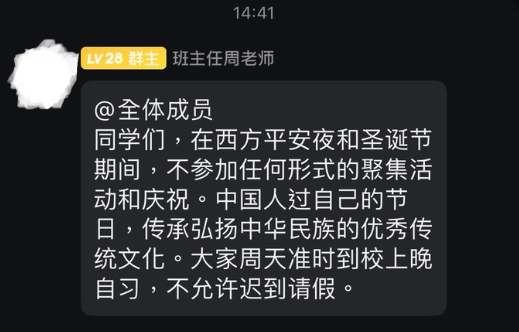 14:41
LV28 群主 班主任周老师
@全体成员
同学们，在西方平安夜和圣诞节
期间，不参加任何形式的聚集活
动和庆祝。中国人过自己的节
日，传承弘扬中华民族的优秀传
统文化。大家周天准时到校上晚
自习，不允许迟到请假。